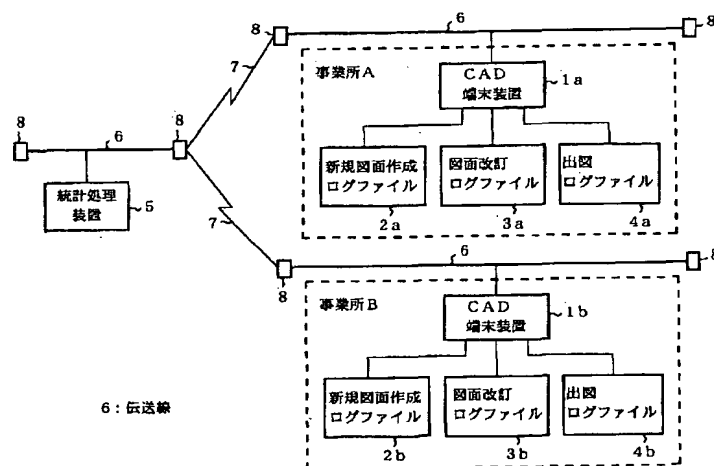 8
6
8
事業所A
CAD
端末装置
1a
7
8
6
8
新規図面作成
ログファイル
図面改訂
ログファイル
出図
ログファイル
統計処理
装置
5
2a
3a
4a
7
6
8
8
事業所B
CAD
端末装置
1b
新規図面作成
ログファイル
図面改訂
ログファイル
出図
ログファイル
6:伝送線
2b
3b
4b